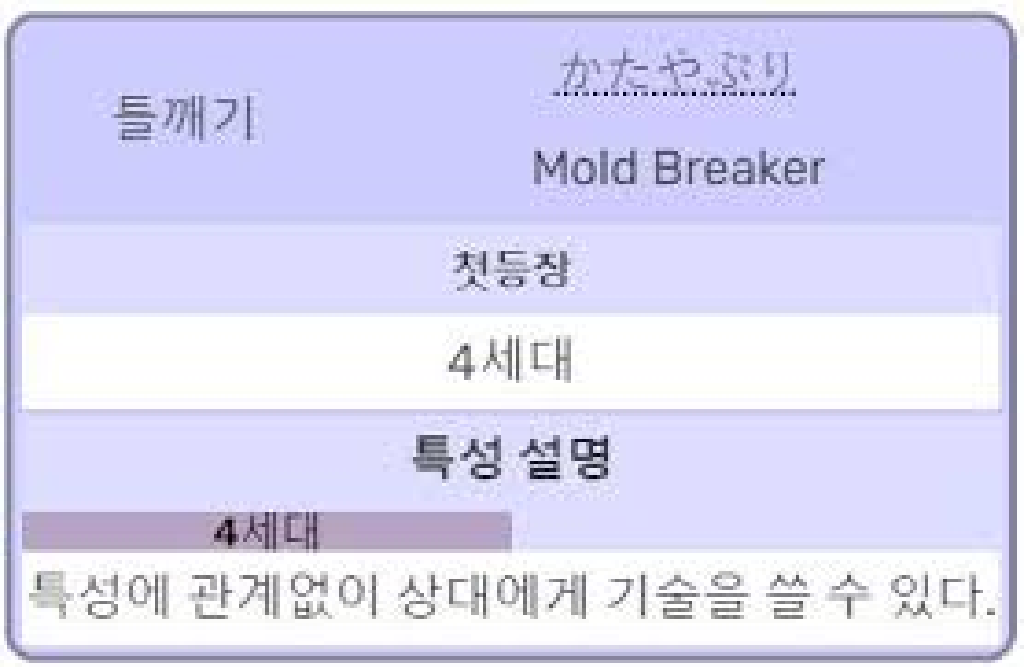 틀깨기
かたやぶり
Mold Breaker
첫등장
4세대
특성 설명
4세대
특성에 관계없이 상대에게 기술을 쓸 수 있다.